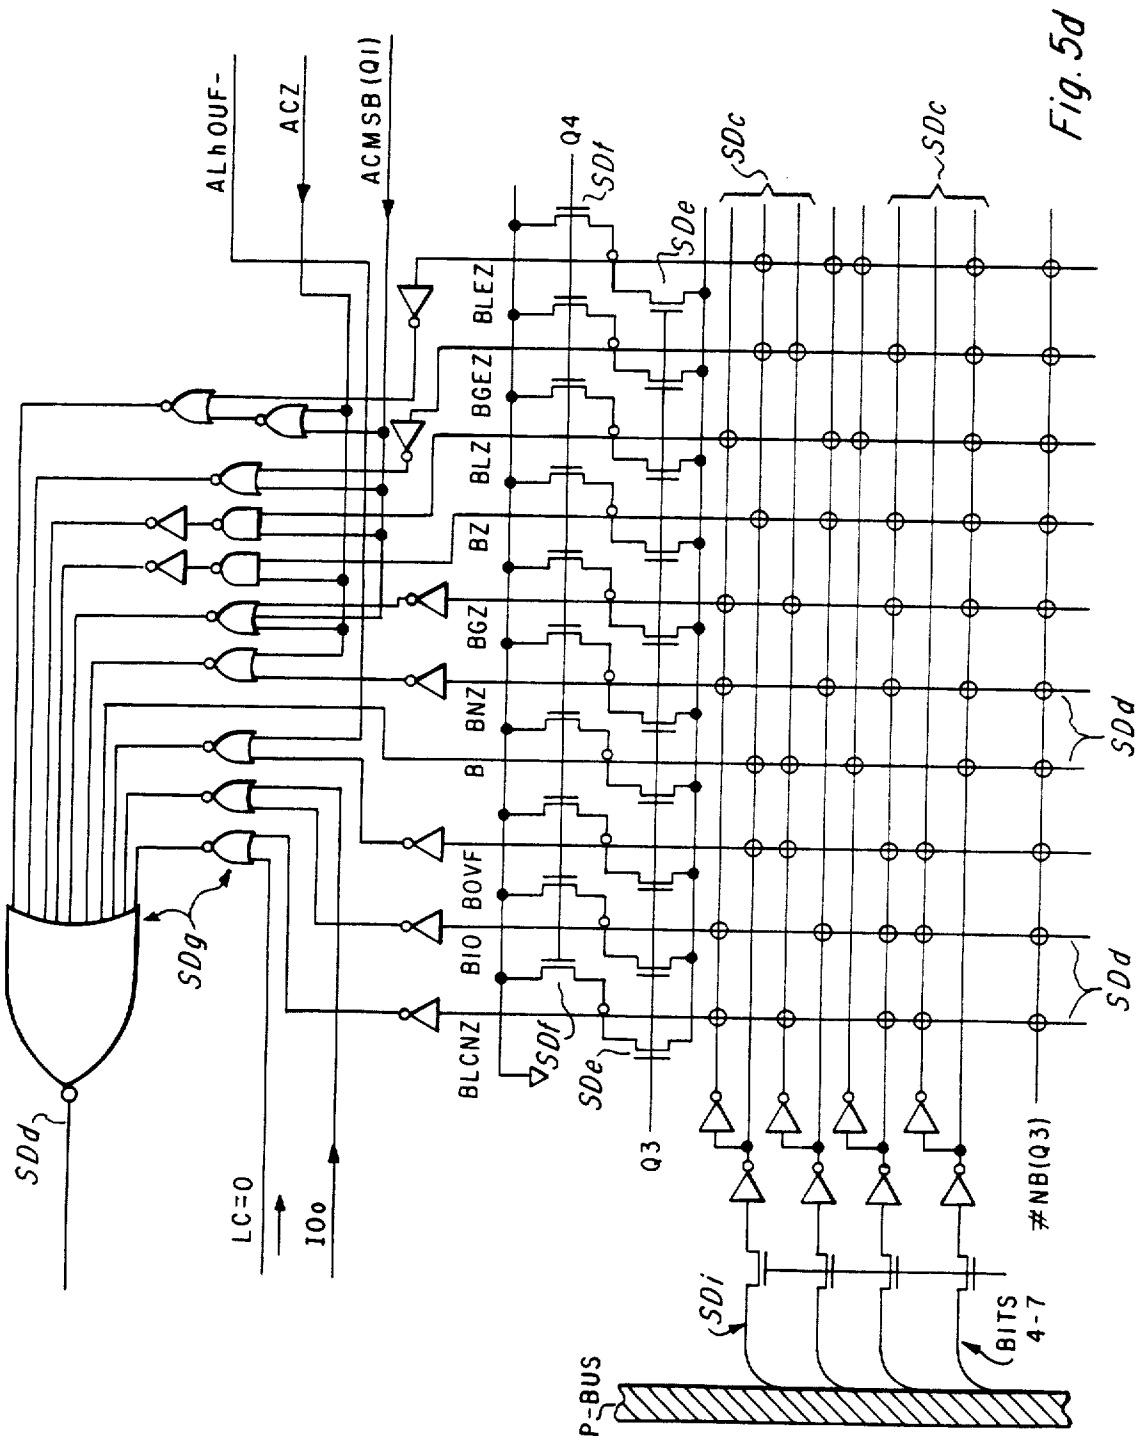 SDd
SDg
LC=0
IOo
ALhOUF-
ACZ
ACMSB(Q1)
BLCNZ
BIO
BOVF
B
BNZ
BGZ
BZ
BLZ
BGEZ
BLEZ
Q4
SDf
SDf
SDe
SDe
Q3
SDc
SDc
SDd
SDd
#NB(Q3)
P-BUS
SDi
BITS
4-7
Fig. 5d